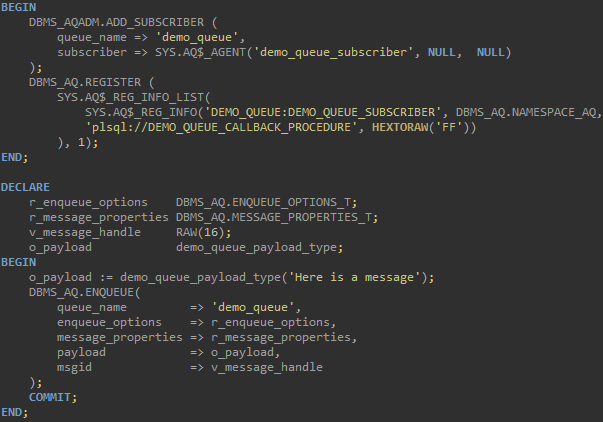 BEGIN
    DBMS_AQADM.ADD_SUBSCRIBER (
        queue_name => 'demo_queue',
        subscriber => SYS.AQ$_AGENT('demo_queue_subscriber', NULL,  NULL)
    );
    DBMS_AQ.REGISTER (
        SYS.AQ$_REG_INFO_LIST(
            SYS.AQ$_REG_INFO('DEMO_QUEUE:DEMO_QUEUE_SUBSCRIBER', DBMS_AQ.NAMESPACE_AQ,
            'plsql://DEMO_QUEUE_CALLBACK_PROCEDURE', HEXTORAW('FF'))
        ), 1);
END;
DECLARE
    r_enqueue_options    DBMS_AQ.ENQUEUE_OPTIONS_T;
    r_message_properties DBMS_AQ.MESSAGE_PROPERTIES_T;
    v_message_handle     RAW(16);
    o_payload            demo_queue_payload_type;
BEGIN
    o_payload := demo_queue_payload_type('Here is a message');
    DBMS_AQ.ENQUEUE(
        queue_name         => 'demo_queue',
        enqueue_options    => r_enqueue_options,
        message_properties => r_message_properties,
        payload            => o_payload,
        msgid              => v_message_handle
    );
    COMMIT;
END;